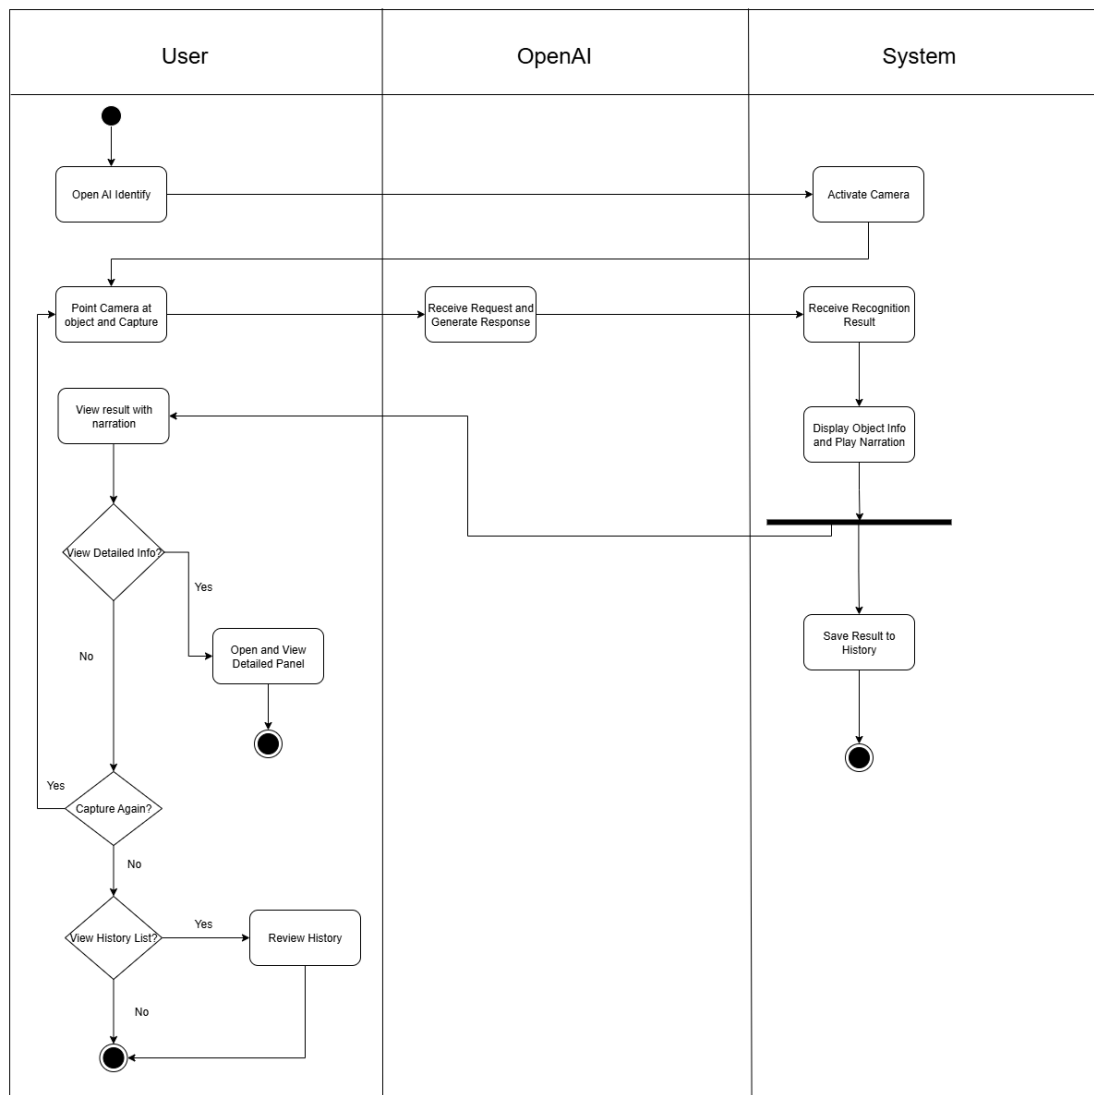 User
OpenAI
System
Open AI Identify
Activate Camera
Point Camera at
object and Capture
Receive Request and
Generate Response
Receive Recognition
Result
View result with
narration
Display Object Info
and Play Narration
View Detailed Info?
Yes
No
Open and View
Detailed Panel
Save Result to
History
Yes
Capture Again?
No
View History List?
Yes
Review History
No